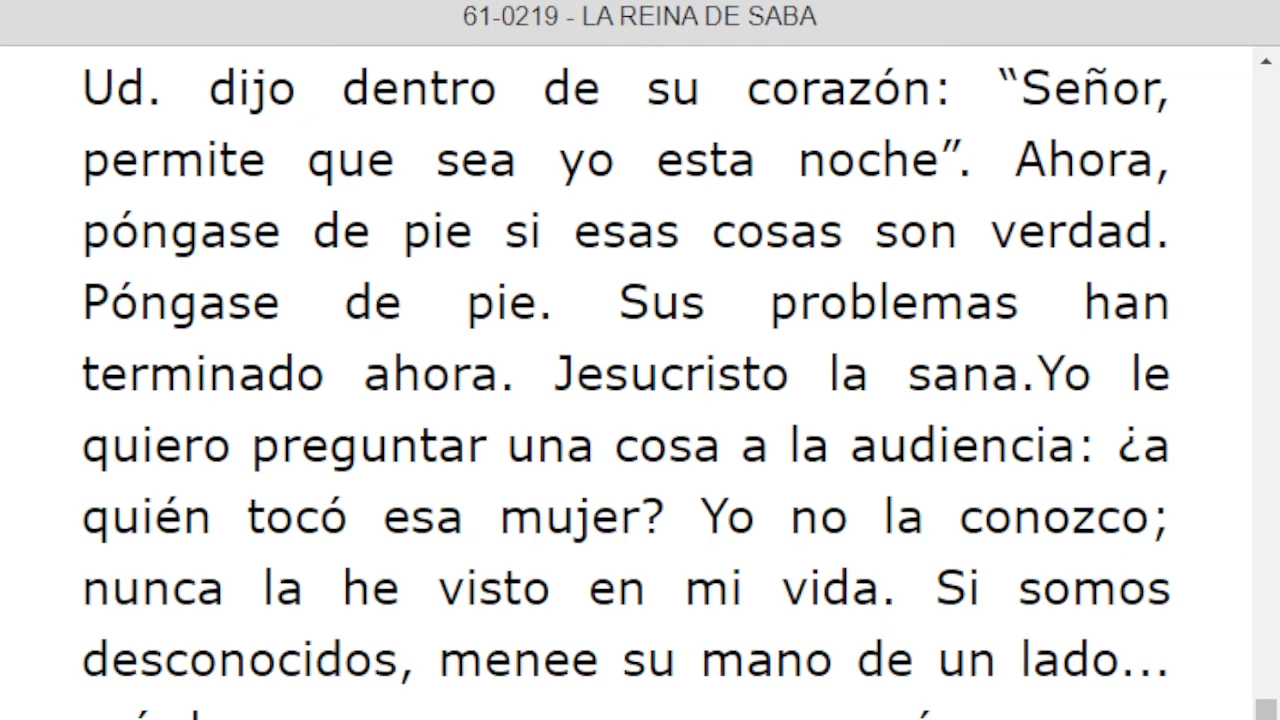 61-0219 - LA REINA DE SABA
Ud. dijo dentro de su corazón: “Señor,
permite que sea yo esta noche”. Ahora,
póngase de pie si esas cosas son verdad.
Póngase de pie. Sus problemas han
terminado ahora. Jesucristo la sana.Yo le
quiero preguntar una cosa a la audiencia: ¿a
quién tocó esa mujer? Yo no la conozco;
nunca la he visto en mi vida. Si somos
desconocidos, menee su mano de un lado...